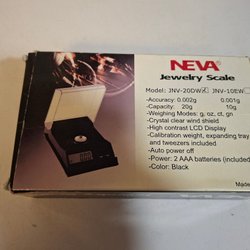 NEVA
Jewelry Scale
Model: JNV-20DW JNV-10EW
-Accuracy: 0.002g 0.001g
-Capacity: 20g 10g
-Weighing Modes: g, oz, ct, gn
-Crystal clear wind shield
-High contrast LCD Display
-Calibration weight, expanding tray
and tweezers included
-Auto power off
-Power: 2 AAA batteries (included
-Color: Black
Made